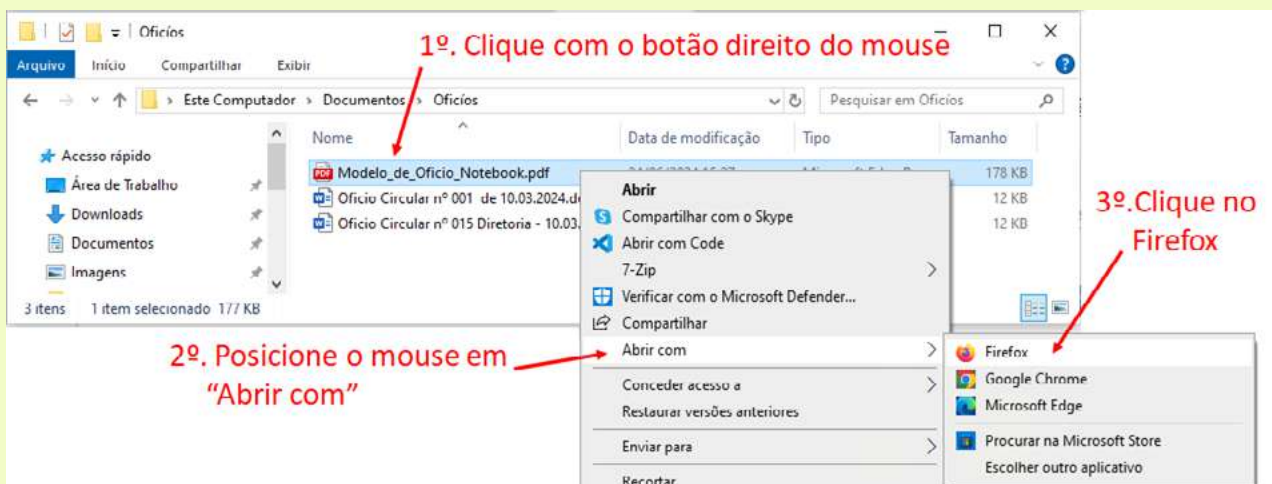 Ofícios
1º. Clique com o botão direito do mouse
Arquivo Início Compartilhar Exibir
Este Computador > Documentos > Ofícios
Pesquisar em Ofícios
Nome Data de modificação Tipo Tamanho
Acesso rápido
Área de Trabalho
Downloads
Documentos
Imagens
Modelo_de_Oficio_Notebook.pdf 178 KB
Oficio Circular nº 001 de 10.03.2024.d 12 KB
Oficio Circular nº 015 Diretoria - 10.03. 12 KB
3 itens 1 item selecionado 177 KB
Abrir
Compartilhar com o Skype
Abrir com Code
7-Zip
Verificar com o Microsoft Defender...
Compartilhar
Abrir com
Conceder acesso a
Restaurar versões anteriores
Enviar para
Recortar
2º. Posicione o mouse em
“Abrir com”
3º.Clique no
Firefox
Firefox
Google Chrome
Microsoft Edge
Procurar na Microsoft Store
Escolher outro aplicativo